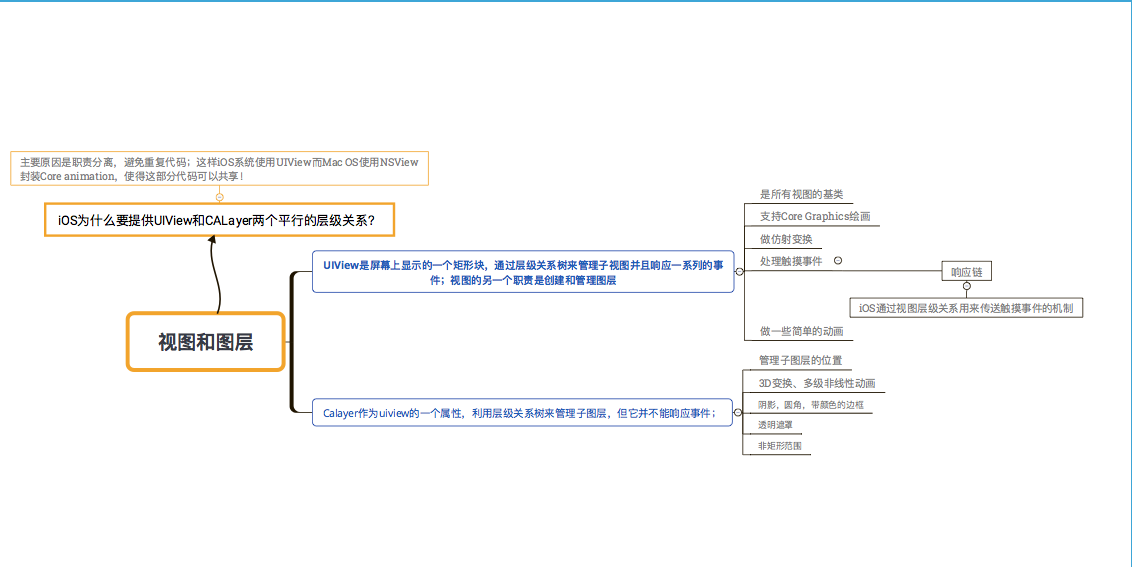 主要原因是职责分离，避免重复代码；这样iOS系统使用UIView而Mac OS使用NSView
封装Core animation，使得这部分代码可以共享！
iOS为什么要提供UIView和CALayer两个平行的层级关系？
视图和图层
UIView是屏幕上显示的一个矩形块，通过层级关系树来管理子视图并且响应一系列的事
件；视图的另一个职责是创建和管理图层
是所有视图的基类
支持Core Graphics绘画
做仿射变换
处理触摸事件
响应链
iOS通过视图层级关系用来传送触摸事件的机制
做一些简单的动画
Calayer作为uiview的一个属性，利用层级关系树来管理子图层，但它并不能响应事件；
管理子图层的位置
3D变换、多级非线性动画
阴影，圆角，带颜色的边框
透明遮罩
非矩形范围